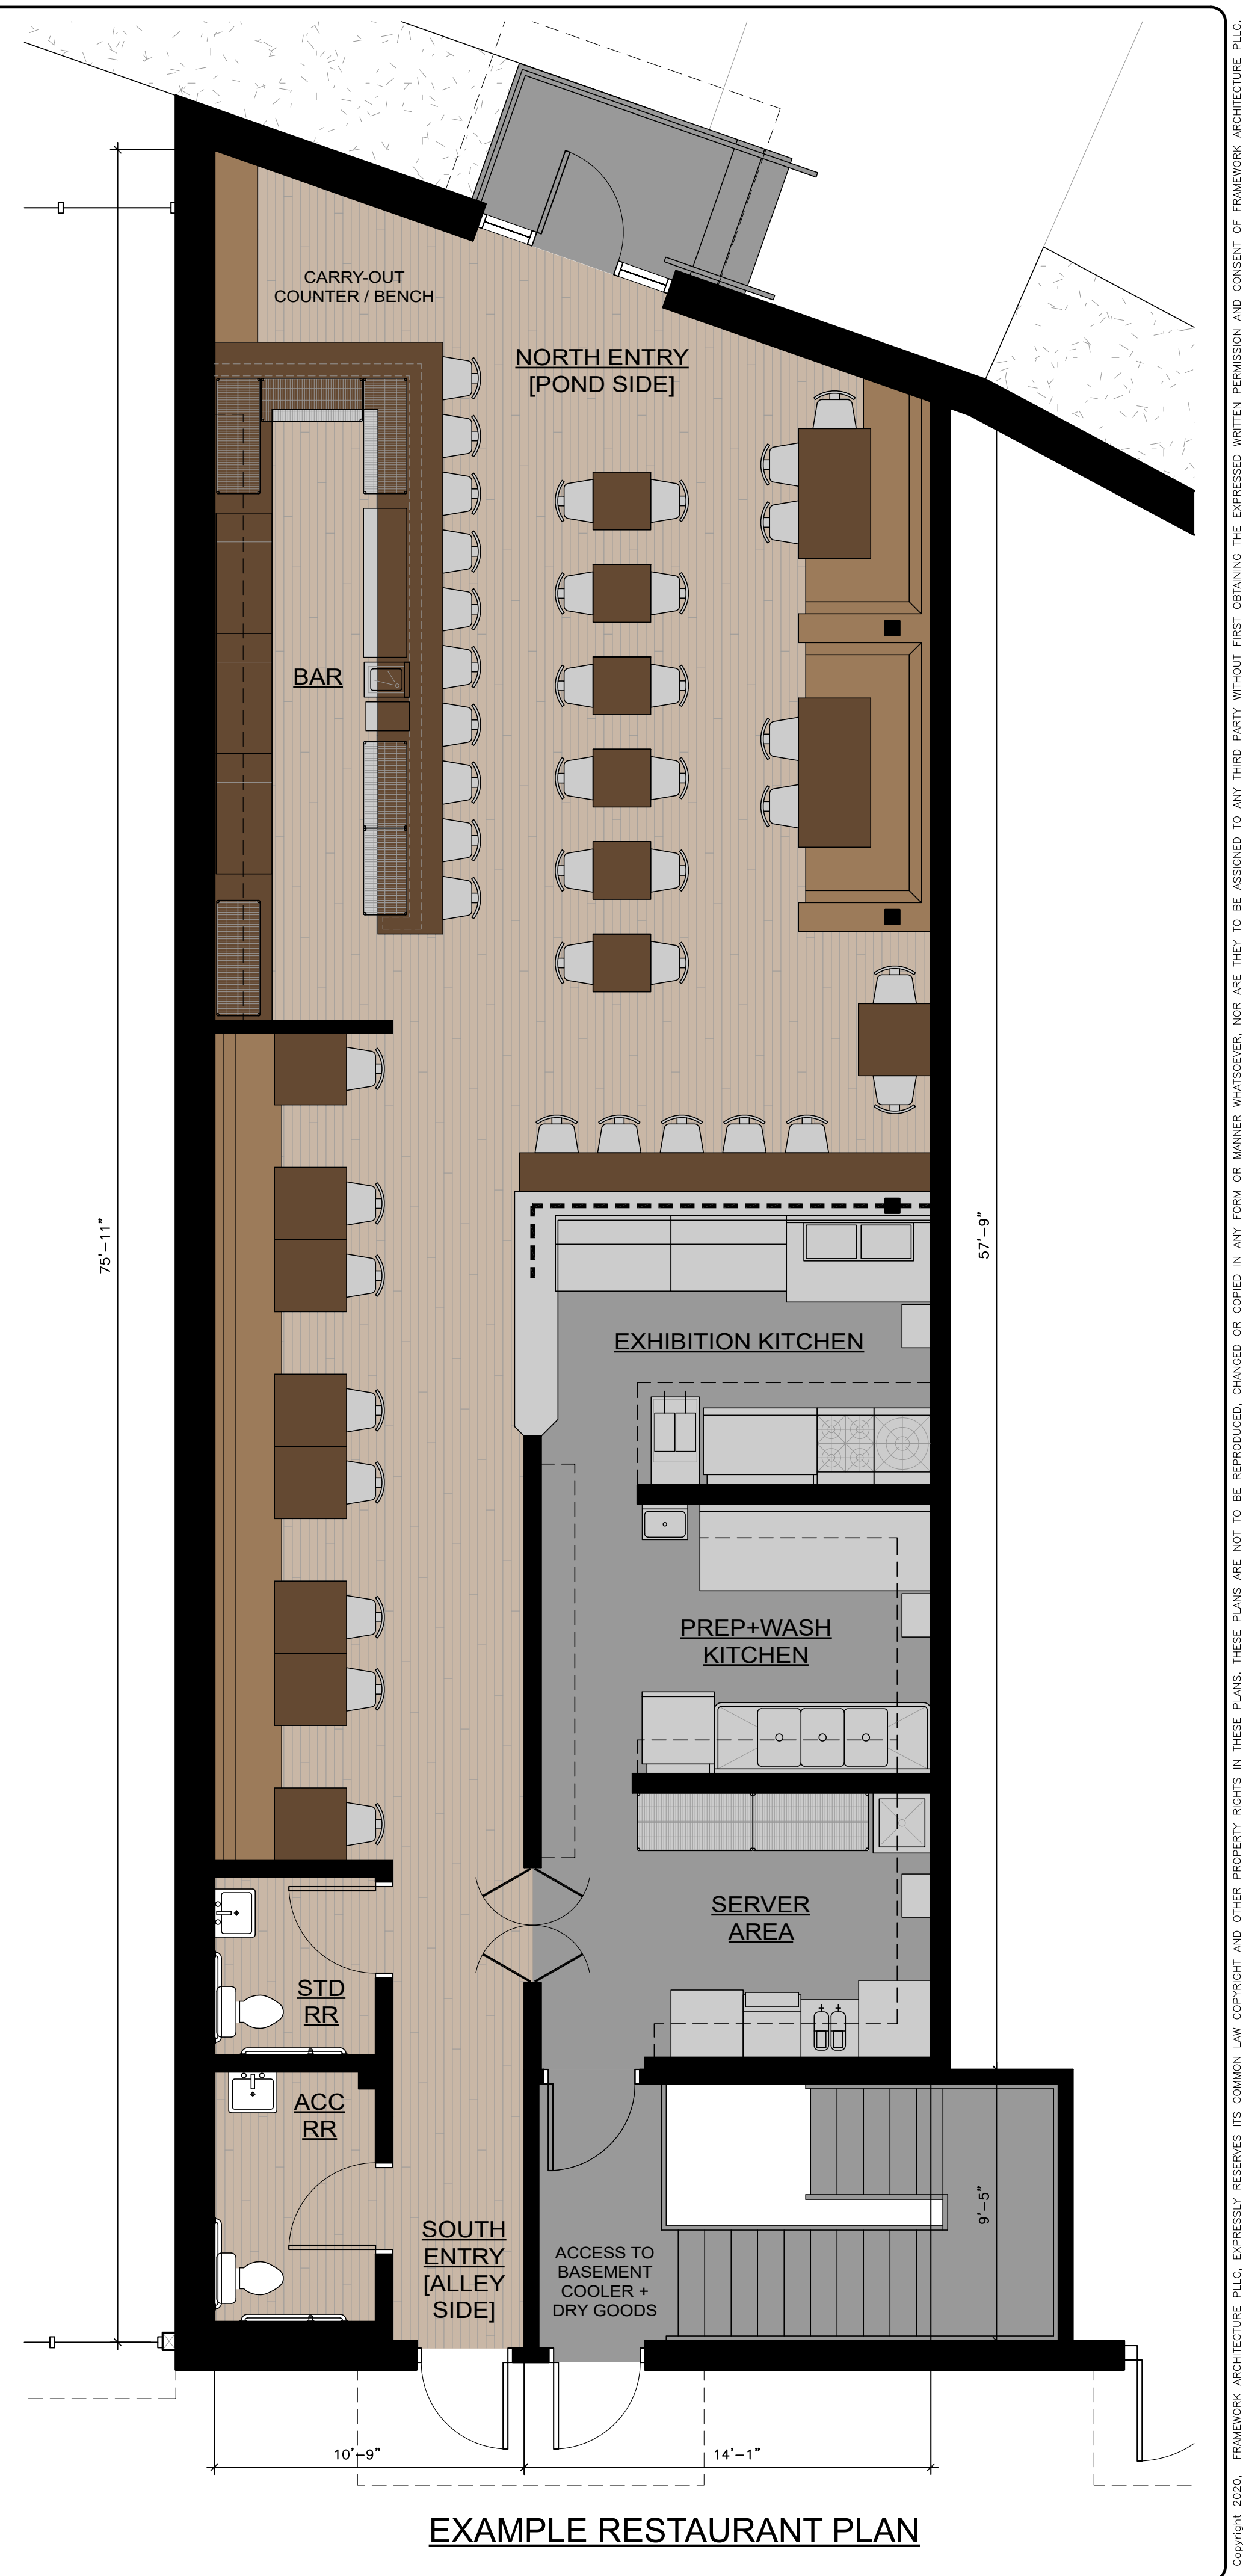 CARRY-OUT
COUNTER / BENCH
NORTH ENTRY
[POND SIDE]
BAR
75'-11"
57'-9"
EXHIBITION KITCHEN
PREP+WASH
KITCHEN
SERVER
AREA
STD
RR
ACC
RR
SOUTH
ENTRY
[ALLEY
SIDE]
ACCESS TO
BASEMENT
COOLER +
DRY GOODS
9'-5"
10'-9"
14'-1"
EXAMPLE RESTAURANT PLAN
Copyright 2020, FRAMEWORK ARCHITECTURE PLLC, EXPRESSLY RESERVES ITS COMMON LAW COPYRIGHT AND OTHER PROPERTY RIGHTS IN THESE PLANS. THESE PLANS ARE NOT TO BE REPRODUCED, CHANGED OR COPIED IN ANY FORM OR MANNER WHATSOEVER, NOR ARE THEY TO BE ASSIGNED TO ANY THIRD PARTY WITHOUT FIRST OBTAINING THE EXPRESSED WRITTEN PERMISSION AND CONSENT OF FRAMEWORK ARCHITECTURE PLLC.